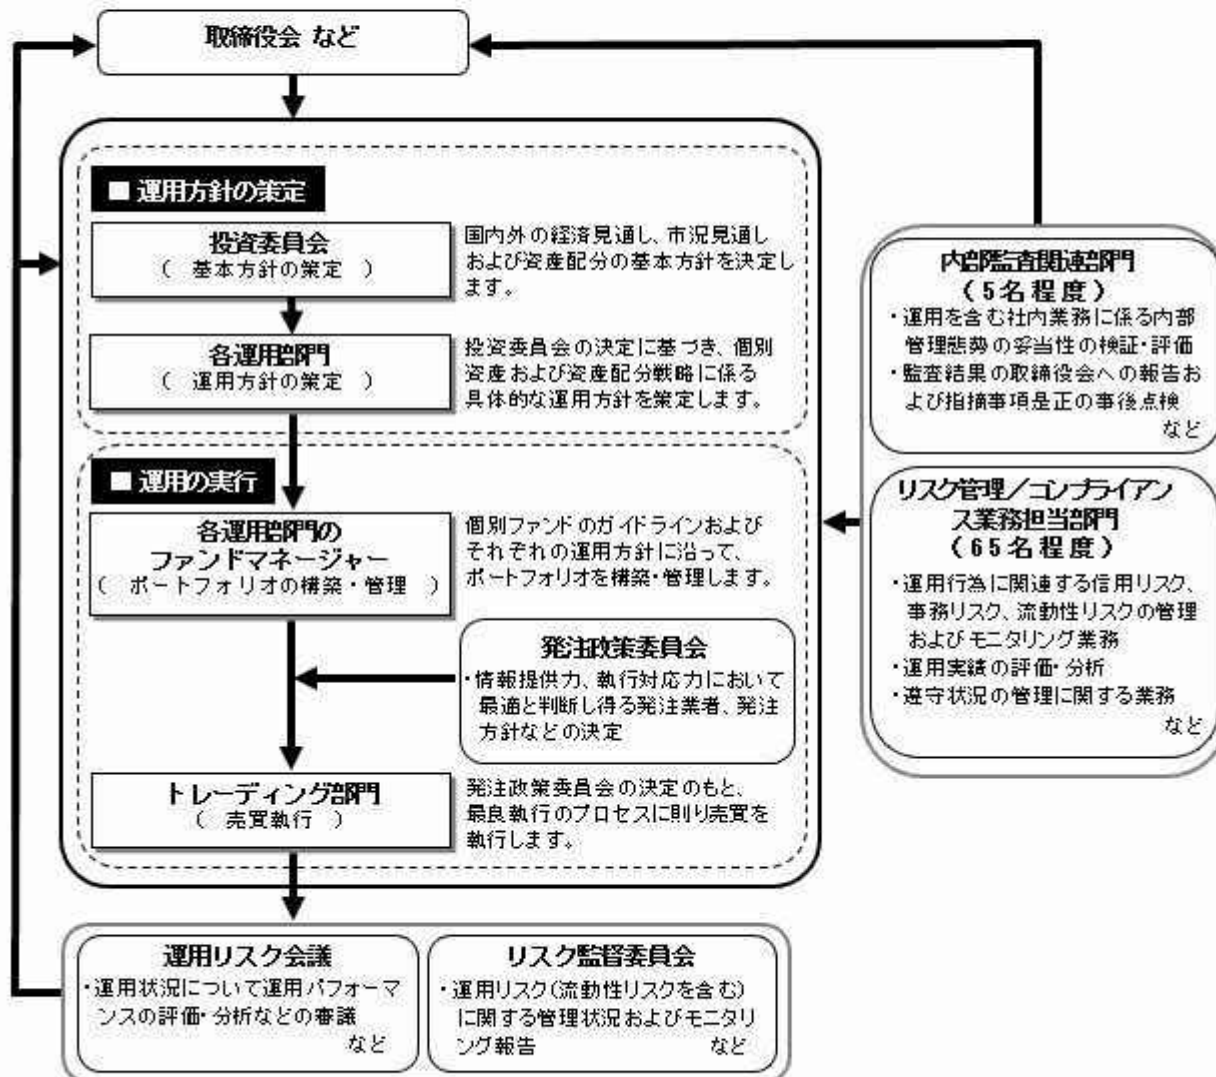 取締役会 など
■ 運用方針の策定
投資委員会
（ 基本方針の策定 ）
国内外の経済見通し、市況見通し
および資産配分の基本方針を決定し
ます。
各運用部門
（ 運用方針の策定 ）
投資委員会の決定に基づき、個別
資産および資産配分戦略に係る
具体的な運用方針を策定します。
■ 運用の実行
各運用部門の
ファンドマネージャー
（ ポートフォリオの構築・管理 ）
個別ファンドのガイドラインおよび
それぞれの運用方針に沿って、
ポートフォリオを構築・管理します。
発注政策委員会
・情報提供力、執行対応力において
最適と判断し得る発注業者、発注
方針などの決定
トレーディング部門
（ 売買執行 ）
発注政策委員会の決定のもと、
最良執行のプロセスに則り売買を
執行します。
運用リスク会議
・運用状況について運用パフォーマ
ンスの評価・分析などの審議
など
リスク監督委員会
・運用リスク（流動性リスクを含む）
に関する管理状況およびモニタリ
ング報告 など
内部監査関連部門
（5名程度）
・運用を含む社内業務に係る内部
管理態勢の妥当性の検証・評価
・監査結果の取締役会への報告お
よび指摘事項是正の事後点検
など
リスク管理／コンプライアン
ス業務担当部門
（65名程度）
・運用行為に関連する信用リスク、
事務リスク、流動性リスクの管理
およびモニタリング業務
・運用実績の評価・分析
・遵守状況の管理に関する業務
など